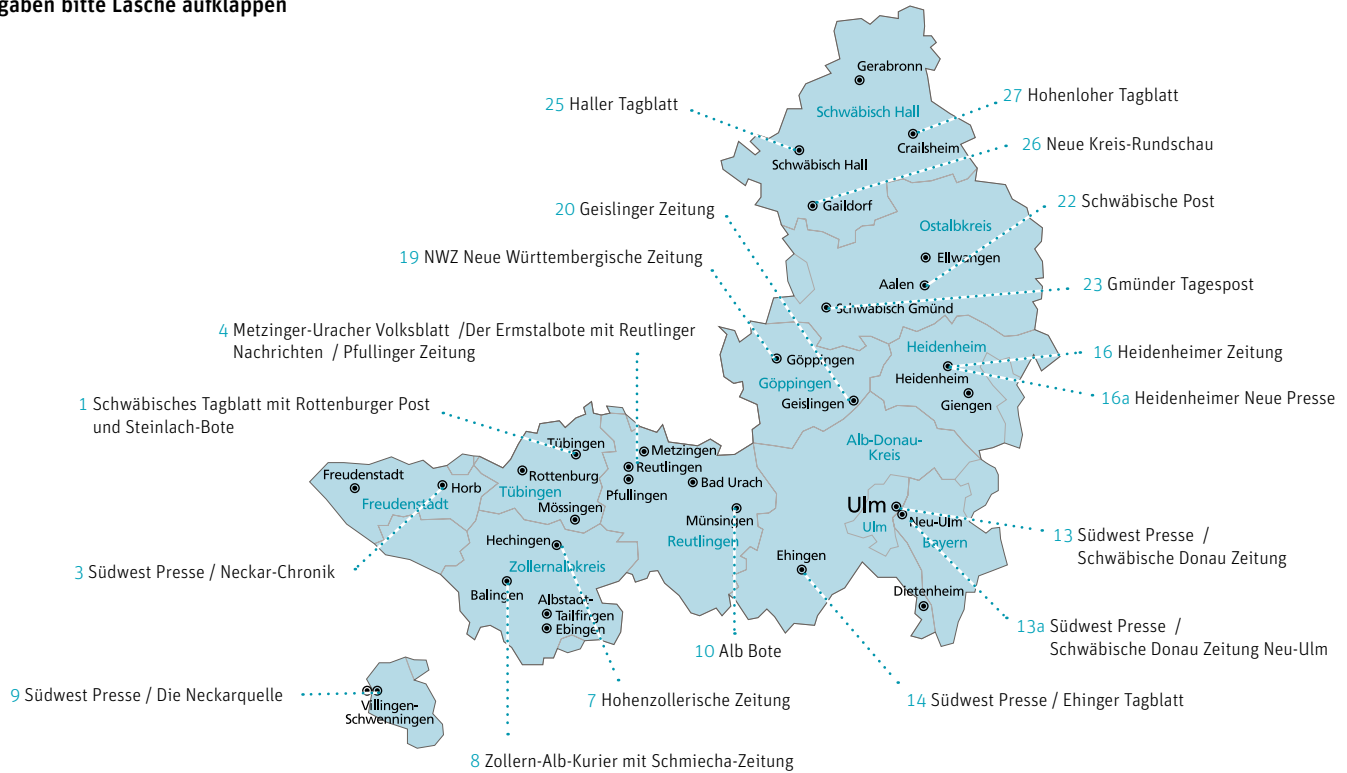 gaben bitte Lasche aufklappen
Gerabronn
27 Hohenloher Tagblatt
25 Haller Tagblatt
Schwäbisch Hall
Crailsheim
26 Neue Kreis-Rundschau
Schwäbisch Hall
22 Schwäbische Post
20 Geislinger Zeitung
Gaildorf
Ostalbkreis
19 NWZ Neue Württembergische Zeitung
Ellwangen
Aalen
23 Gmünder Tagespost
Schwäbisch Gmünd
4 Metzinger-Uracher Volksblatt /Der Ermstalbote mit Reutlinger
Nachrichten / Pfullinger Zeitung
Heidenheim
16 Heidenheimer Zeitung
Göppingen
Göppingen
Heidenheim
16a Heidenheimer Neue Presse
Geislingen
Giengen
1 Schwäbisches Tagblatt mit Rottenburger Post
und Steinlach-Bote
Alb-Donau-
Kreis
Tübingen
Metzingen
Reutlingen
Freudenstadt
Rottenburg
Bad Urach
Horb
Tübingen
Pfullingen
Freudenstadt
Mössingen
Münsingen
Ulm
Neu-Ulm
Ulm
Bayern
13 Südwest Presse /
Schwäbische Donau Zeitung
Hechingen
Reutlingen
Ehingen
3 Südwest Presse / Neckar-Chronik
Zollernalbkreis
Balingen
Albstadt-
Tailfingen
Ebingen
Dietenheim
13a Südwest Presse /
Schwäbische Donau Zeitung Neu-Ulm
10 Alb Bote
9 Südwest Presse / Die Neckarquelle
Villingen-
Schwenningen
7 Hohenzollerische Zeitung
14 Südwest Presse / Ehinger Tagblatt
8 Zollern-Alb-Kurier mit Schmiecha-Zeitung